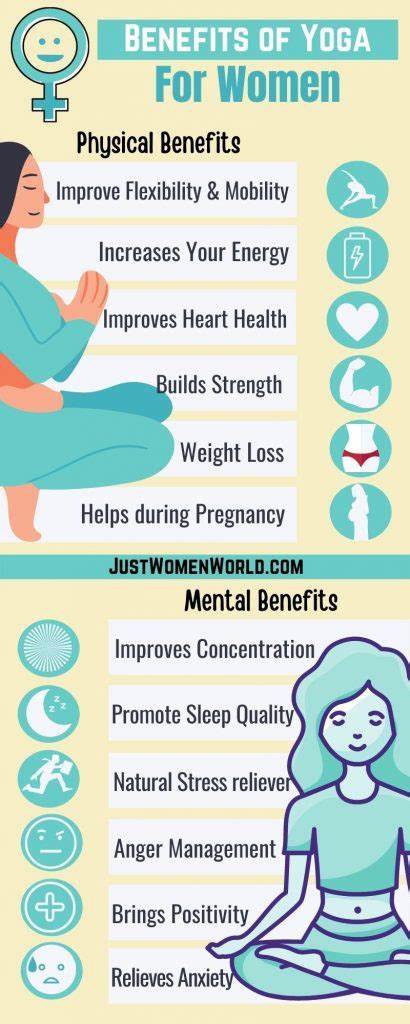 Benefits of Yoga
For Women
Physical Benefits
Improve Flexibility & Mobility
Increases Your Energy
Improves Heart Health
Builds Strength
Weight Loss
Helps during Pregnancy
JustWomenWorld.com
Mental Benefits
Improves Concentration
Promote Sleep Quality
Natural Stress reliever
Anger Management
Brings Positivity
Relieves Anxiety